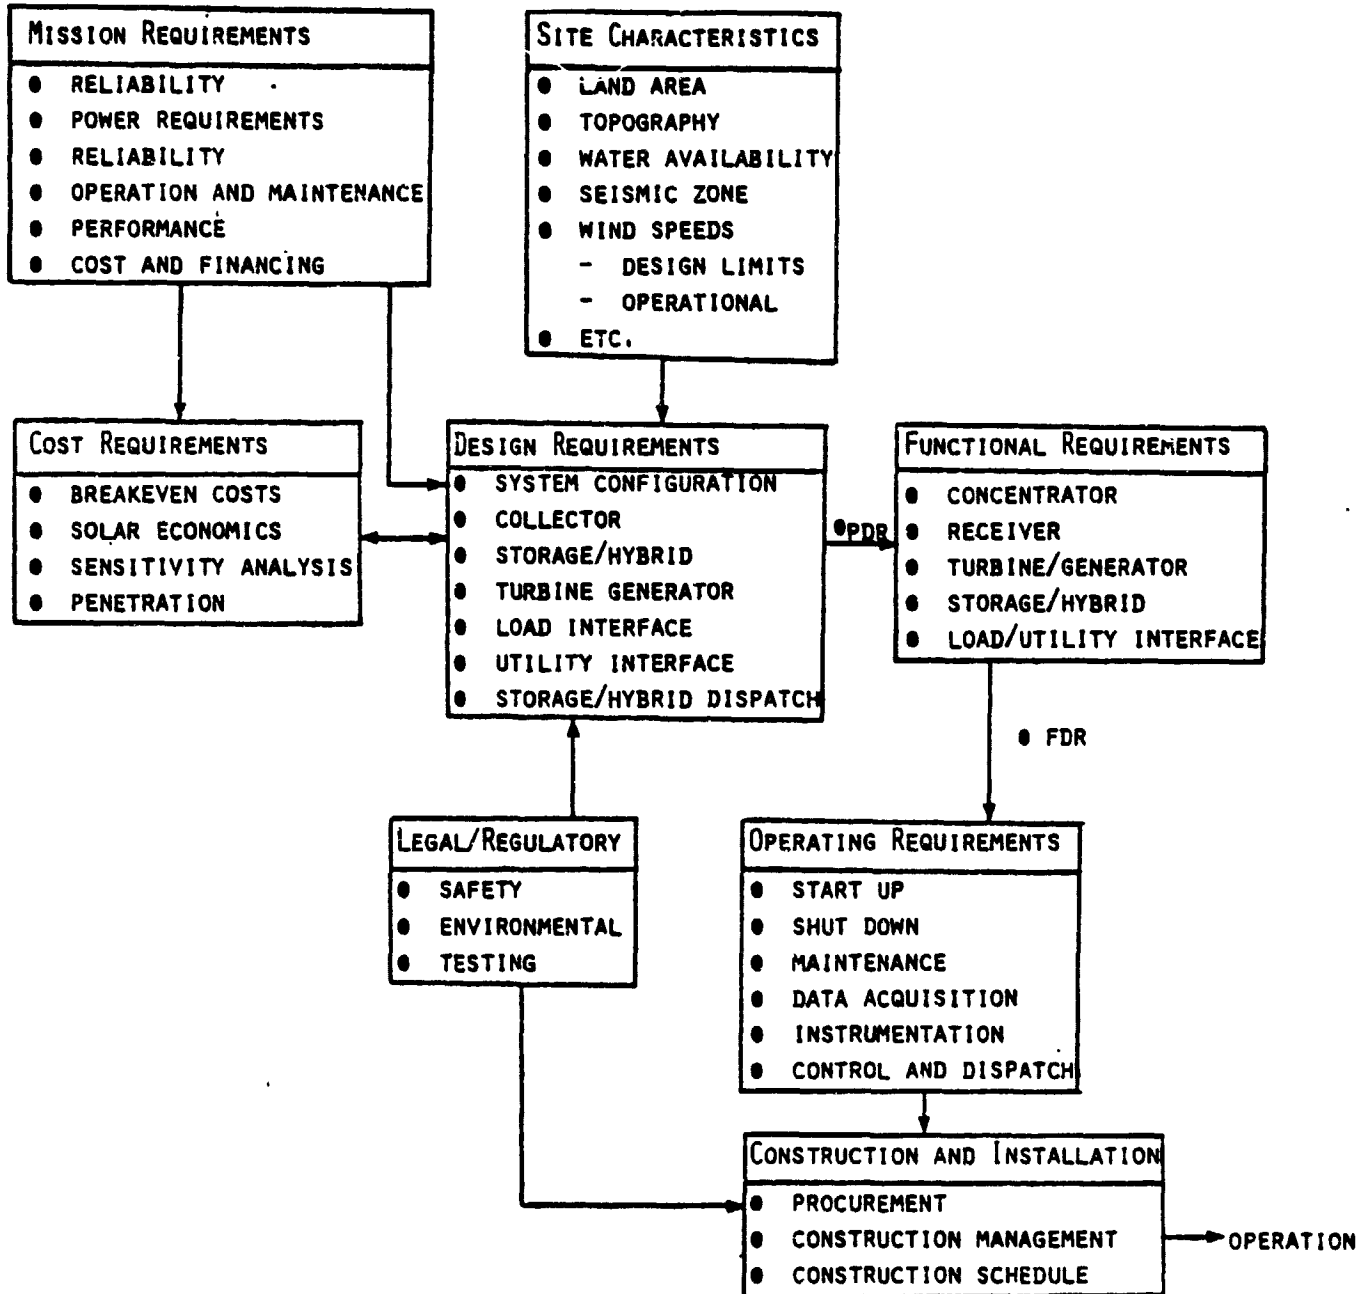 MISSION REQUIREMENTS
● RELIABILITY
● POWER REQUIREMENTS
● RELIABILITY
● OPERATION AND MAINTENANCE
● PERFORMANCE
● COST AND FINANCING
SITE CHARACTERISTICS
● LAND AREA
● TOPOGRAPHY
● WATER AVAILABILITY
● SEISMIC ZONE
● WIND SPEEDS
- DESIGN LIMITS
- OPERATIONAL
● ETC.
COST REQUIREMENTS
● BREAKEVEN COSTS
● SOLAR ECONOMICS
● SENSITIVITY ANALYSIS
● PENETRATION
DESIGN REQUIREMENTS
● SYSTEM CONFIGURATION
● COLLECTOR
● STORAGE/HYBRID
● TURBINE GENERATOR
● LOAD INTERFACE
● UTILITY INTERFACE
● STORAGE/HYBRID DISPATCH
●PDR
FUNCTIONAL REQUIREMENTS
● CONCENTRATOR
● RECEIVER
● TURBINE/GENERATOR
● STORAGE/HYBRID
● LOAD/UTILITY INTERFACE
● FDR
LEGAL/REGULATORY
● SAFETY
● ENVIRONMENTAL
● TESTING
OPERATING REQUIREMENTS
● START UP
● SHUT DOWN
● MAINTENANCE
● DATA ACQUISITION
● INSTRUMENTATION
● CONTROL AND DISPATCH
CONSTRUCTION AND INSTALLATION
● PROCUREMENT
● CONSTRUCTION MANAGEMENT
● CONSTRUCTION SCHEDULE
OPERATION